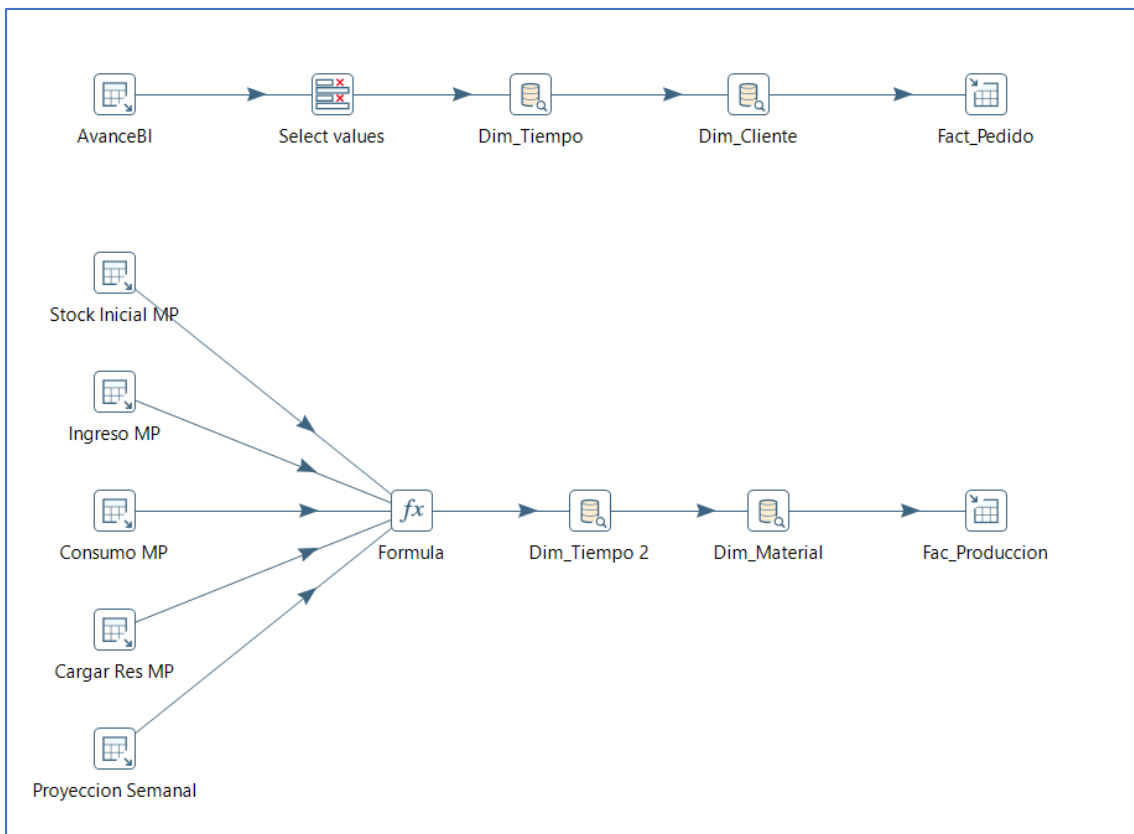 AvanceBI
Select values
Dim_Tiempo
Dim_Cliente
Fact_Pedido
Stock Inicial MP
Ingreso MP
Consumo MP
fx
Formula
Dim_Tiempo 2
Dim_Material
Fac_Produccion
Cargar Res MP
Proyeccion Semanal